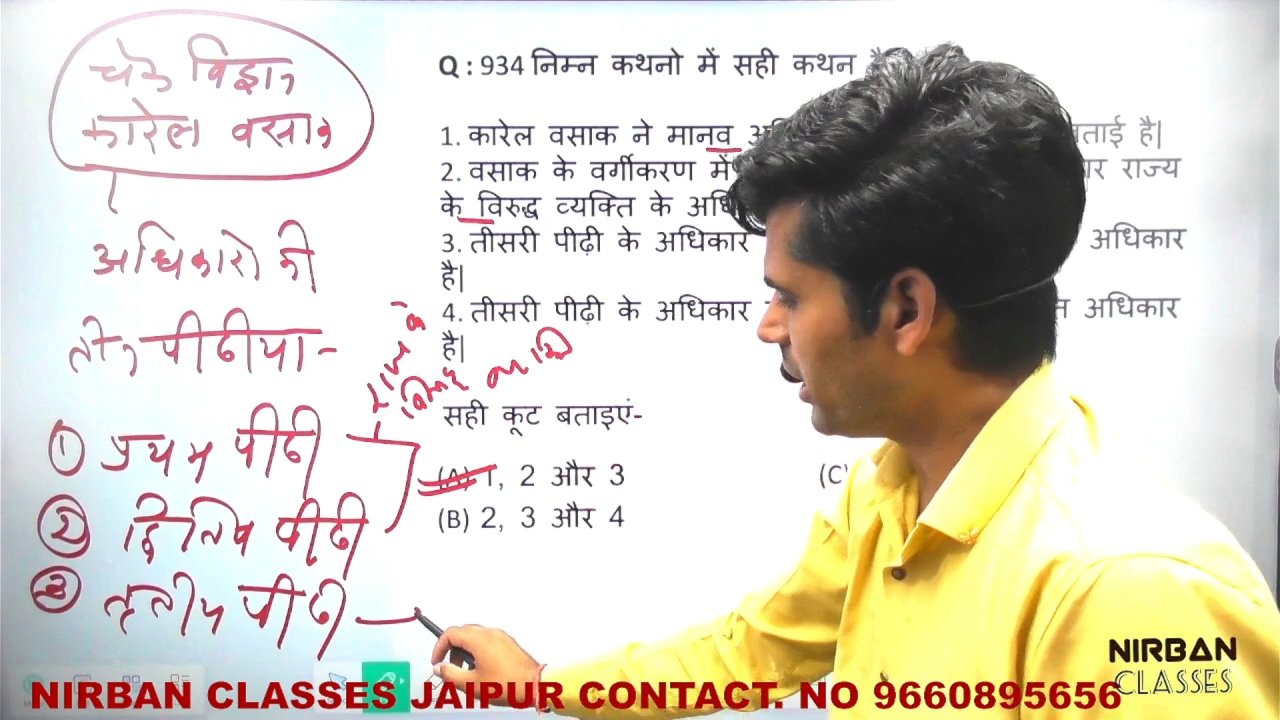 चेक विज्ञान
कारेल वसाक
अधिकारो की
तीन पीढीया-
① प्रथम पीढी
② द्वितिय पीढी
③ तृतीय पीढी
राज्य के
विरूद्ध व्यक्ति
Q : 934 निम्न कथनो में सही कथन
1. कारेल वसाक ने मानव बताई है|
2. वसाक के वर्गीकरण में राज्य
के विरुद्ध व्यक्ति के
3. तीसरी पीढ़ी के अधिकार अधिकार
है|
4. तीसरी पीढ़ी के अधिकार अधिकार
है|
सही कूट बताइएं-
(A) 1, 2 और 3
(C)
(B) 2, 3 और 4
NIRBAN
CLASSES
NIRBAN CLASSES JAIPUR CONTACT. NO 9660895656